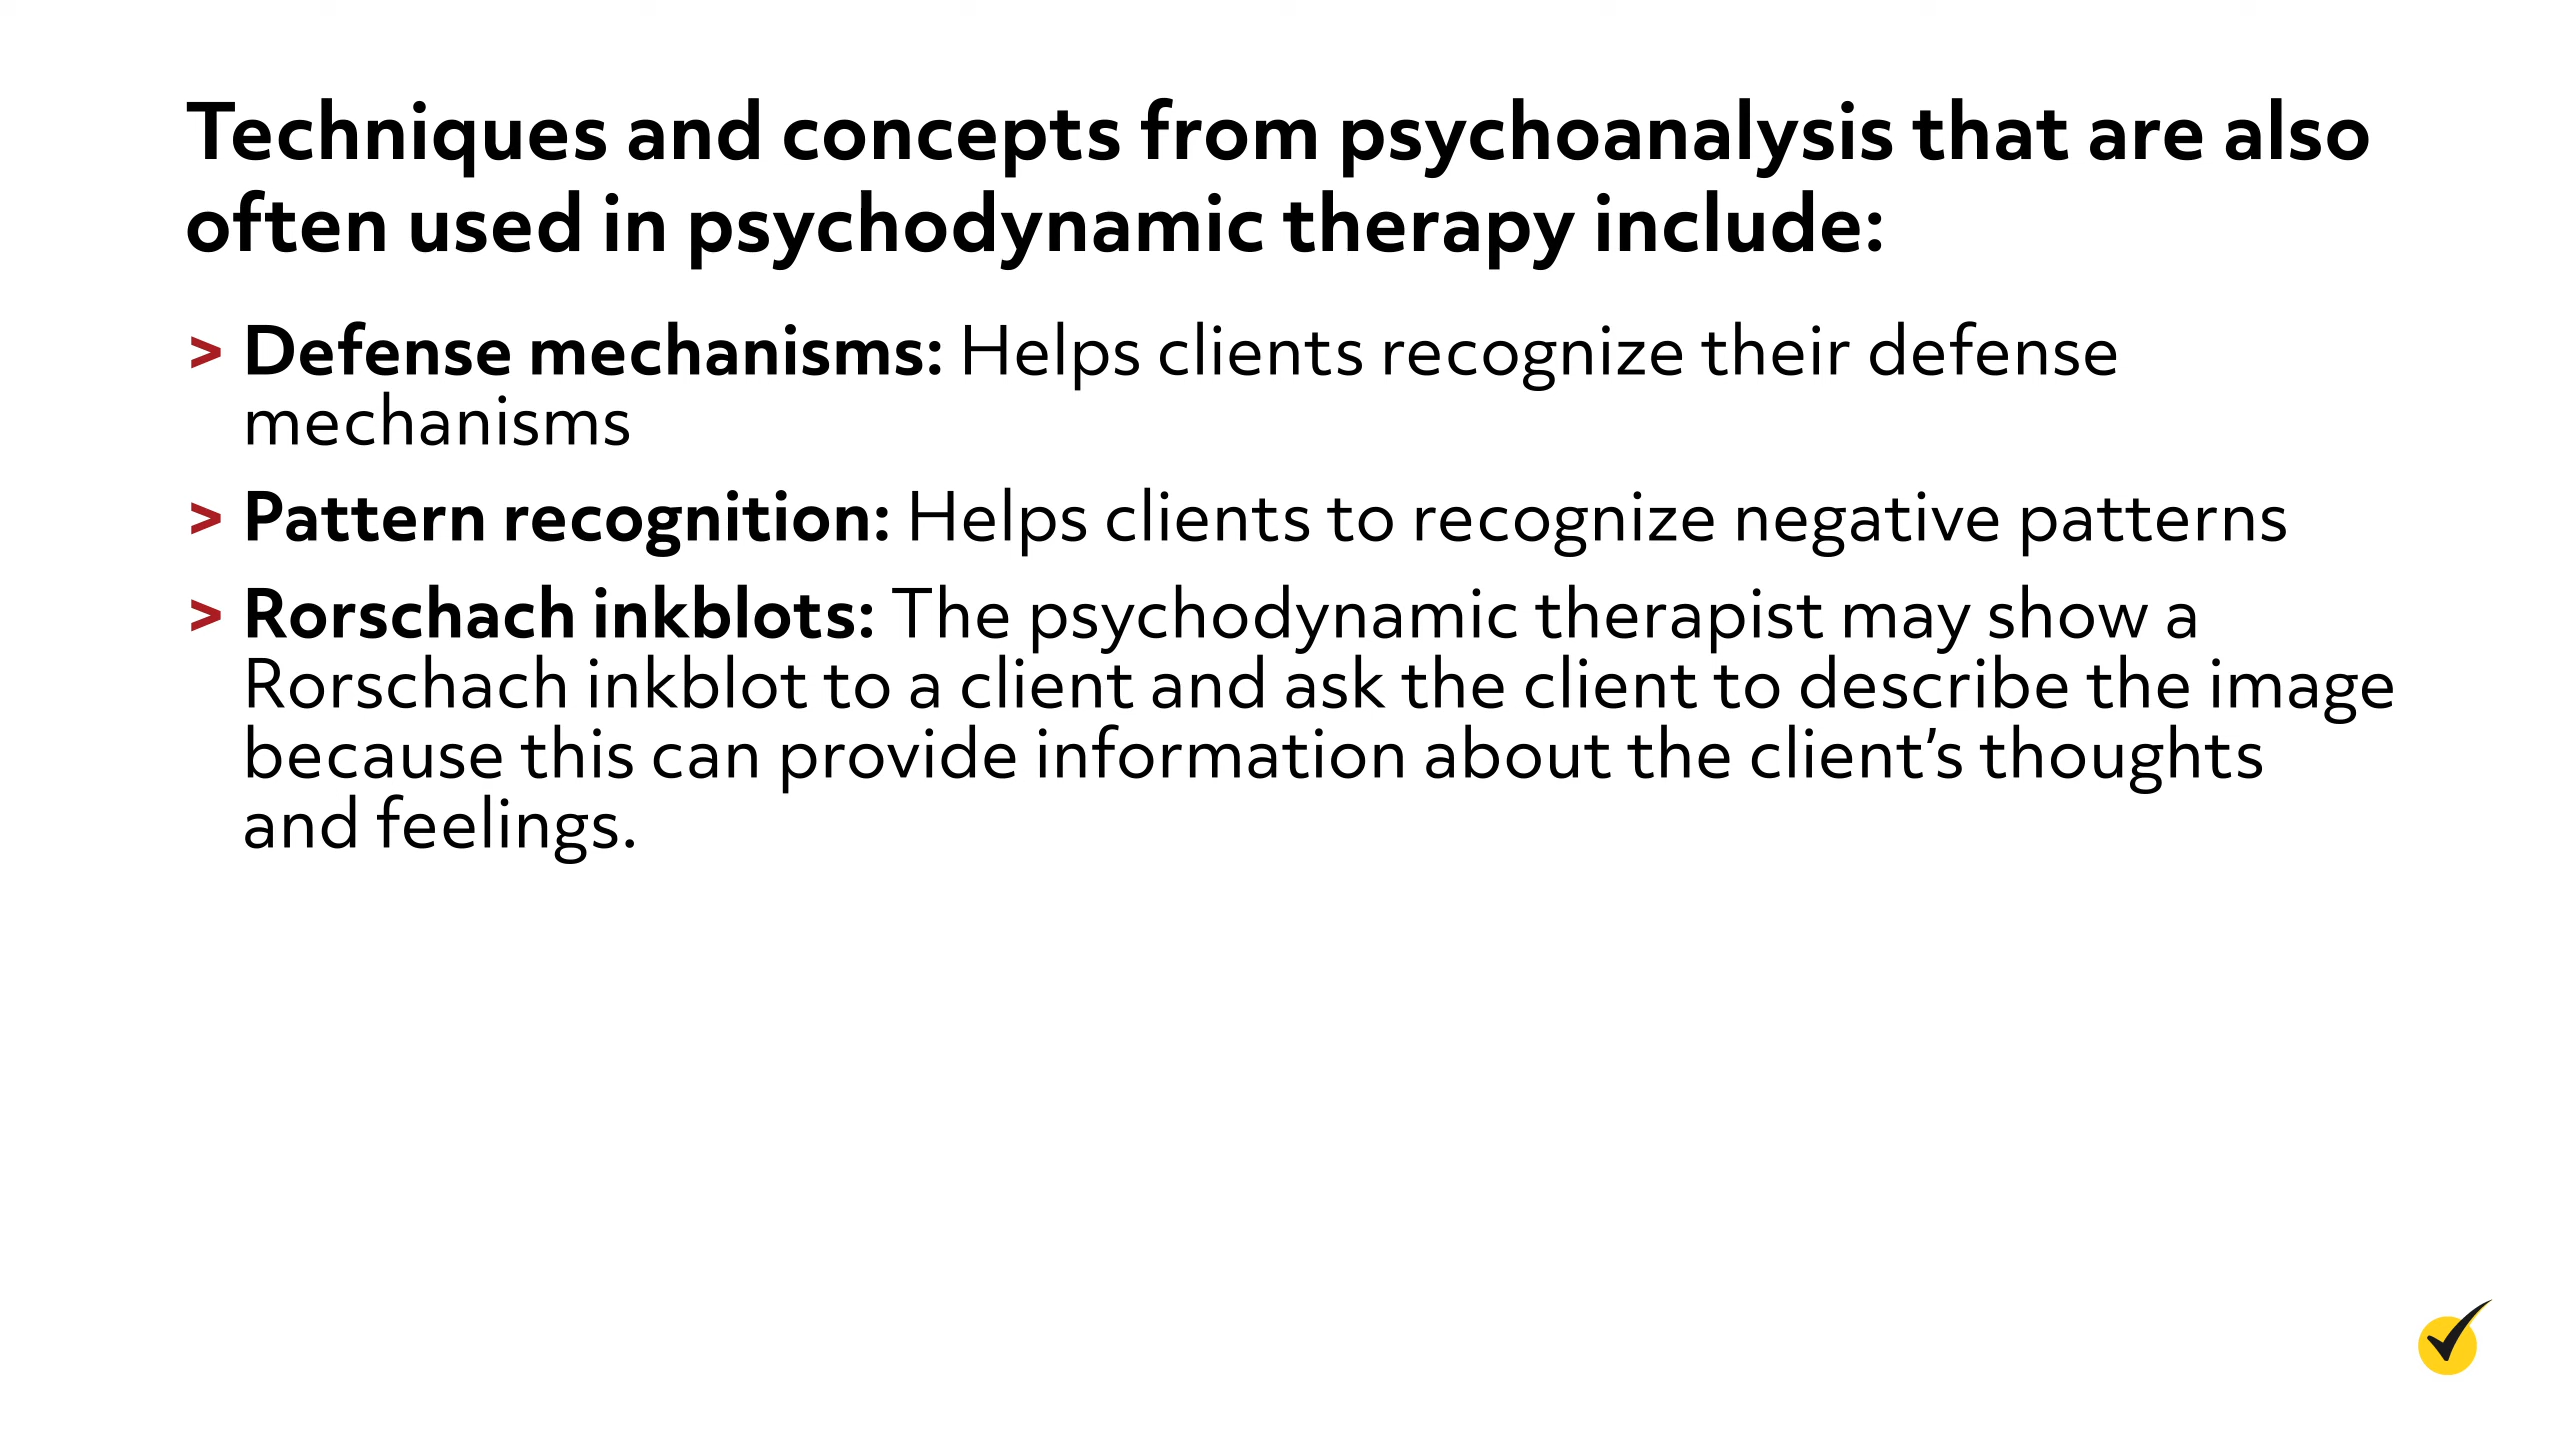 Techniques and concepts from psychoanalysis that are also
often used in psychodynamic therapy include:
> Defense mechanisms: Helps clients recognize their defense
mechanisms
> Pattern recognition: Helps clients to recognize negative patterns
> Rorschach inkblots: The psychodynamic therapist may show a
Rorschach inkblot to a client and ask the client to describe the image
because this can provide information about the client’s thoughts
and feelings.